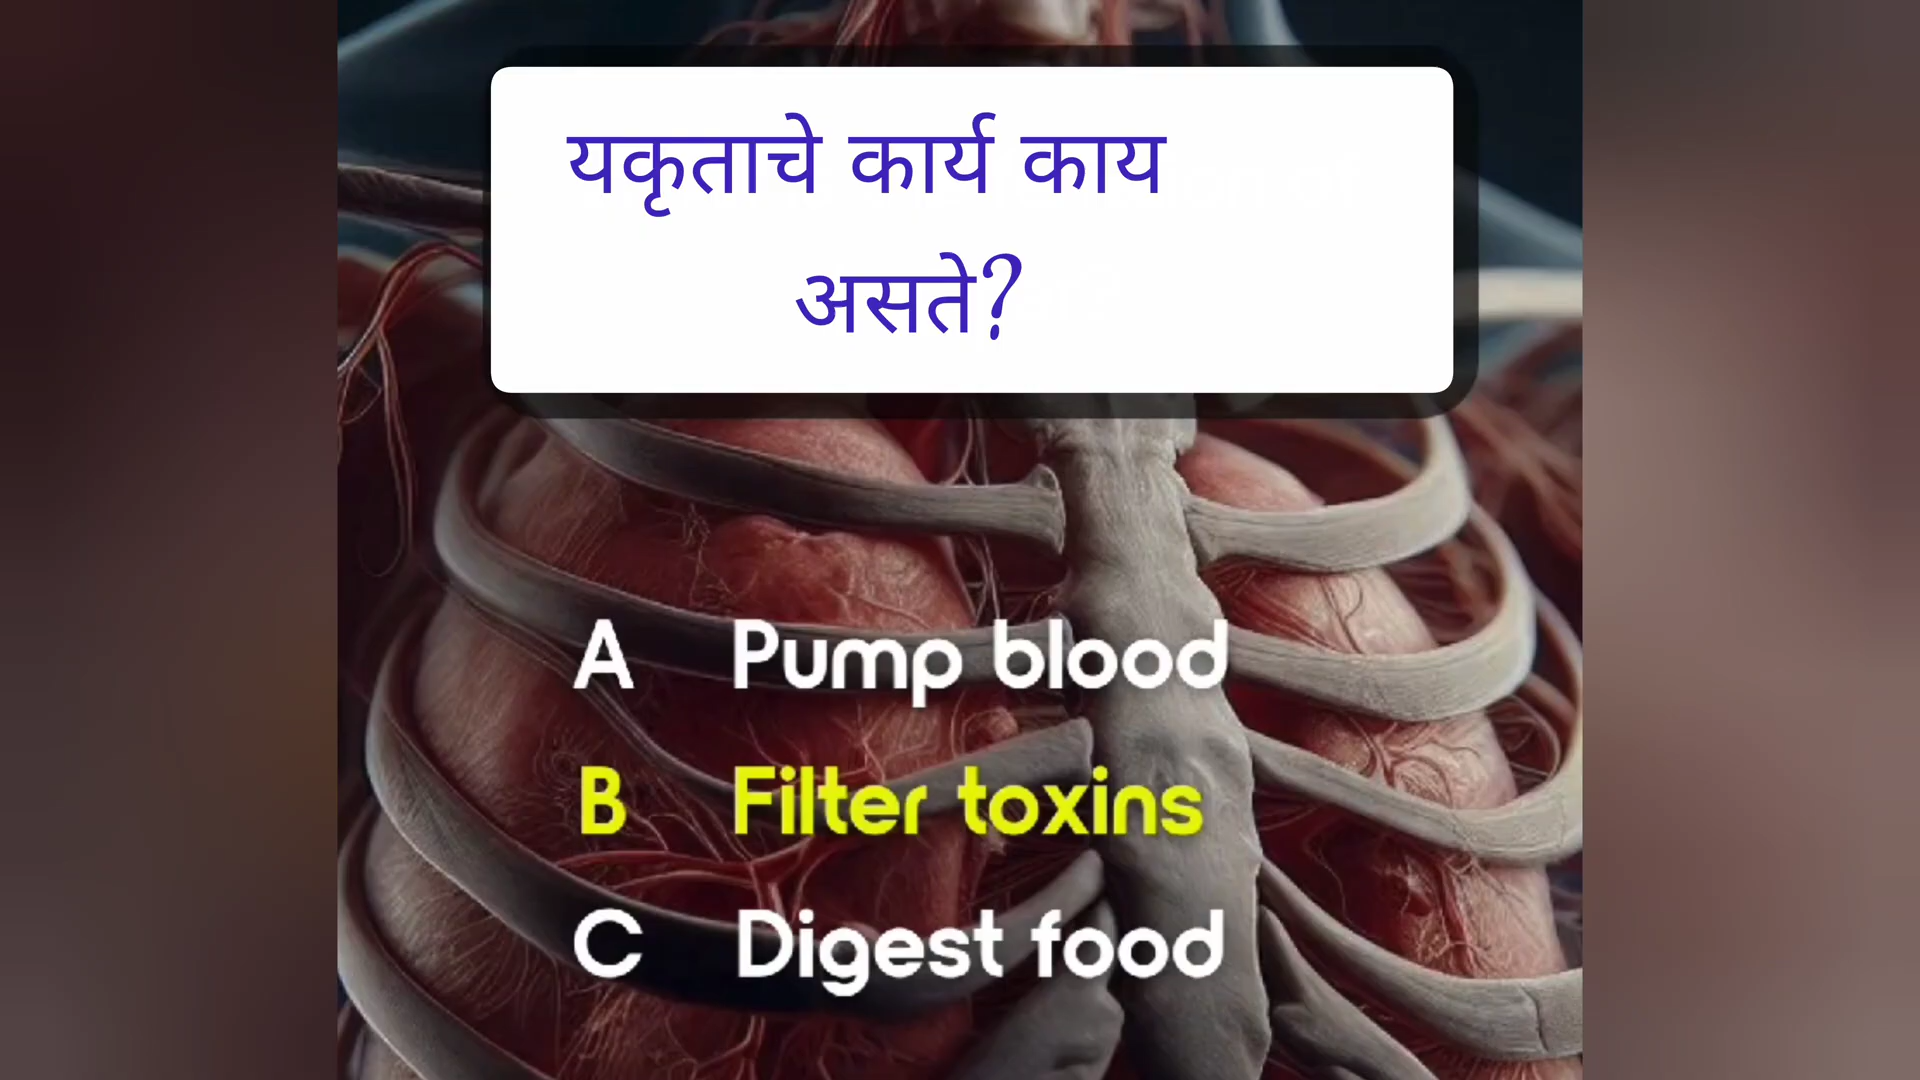 यकृताचे कार्य काय
असते?
A Pump blood
B Filter toxins
C Digest food